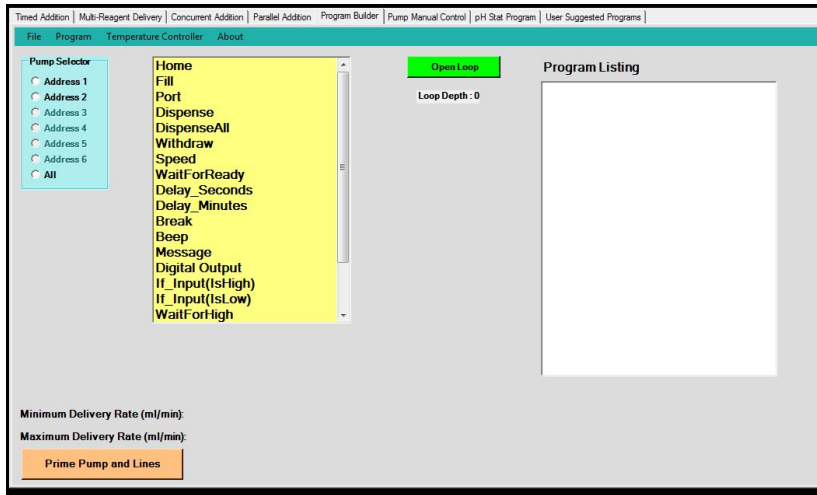 Timed Addition | Multi-Reagent Delivery | Concurrent Addition | Parallel Addition | Program Builder | Pump Manual Control | pH Stat Program | User Suggested Programs
File Program Temperature Controller About
Pump Selector
Address 1
Address 2
Address 3
Address 4
Address 5
Address 6
All
Home
Fill
Port
Dispense
DispenseAll
Withdraw
Speed
WaitForReady
Delay_Seconds
Delay_Minutes
Break
Beep
Message
Digital Output
If_Input(IsHigh)
If_Input(IsLow)
WaitForHigh
Open Loop
Loop Depth : 0
Program Listing
Minimum Delivery Rate (ml/min):
Maximum Delivery Rate (ml/min):
Prime Pump and Lines